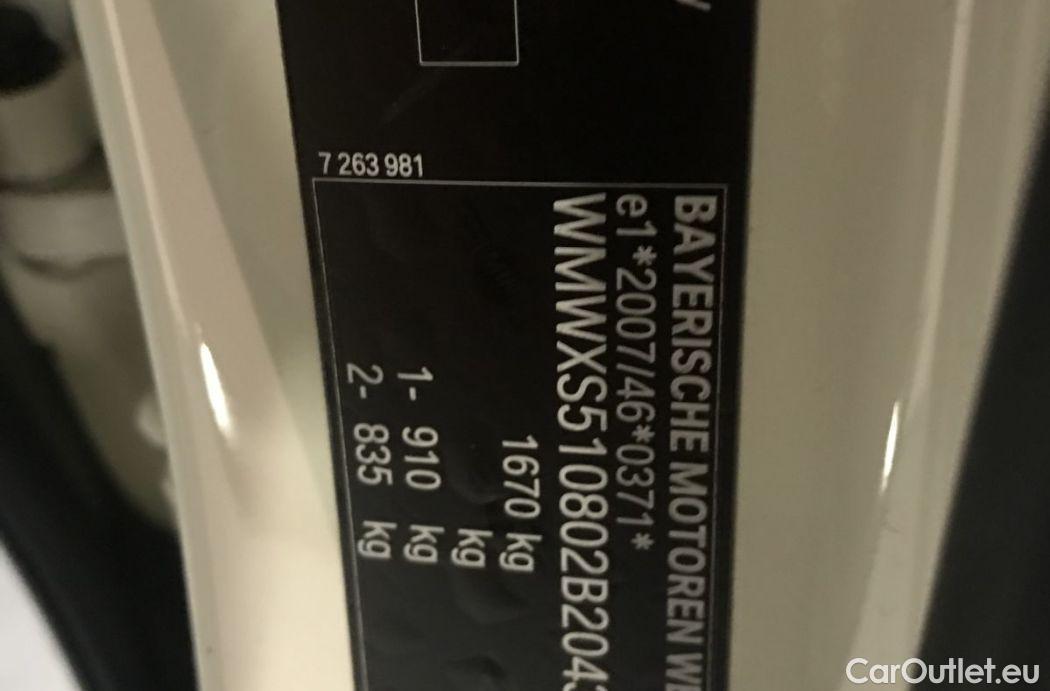 7 263 981
BAYERISCHE MOTOREN
e1*2007/46*0371*
WMWXS510802B204
1670 kg
kg
1- 910 kg
2- 835 kg
CarOutlet.eu